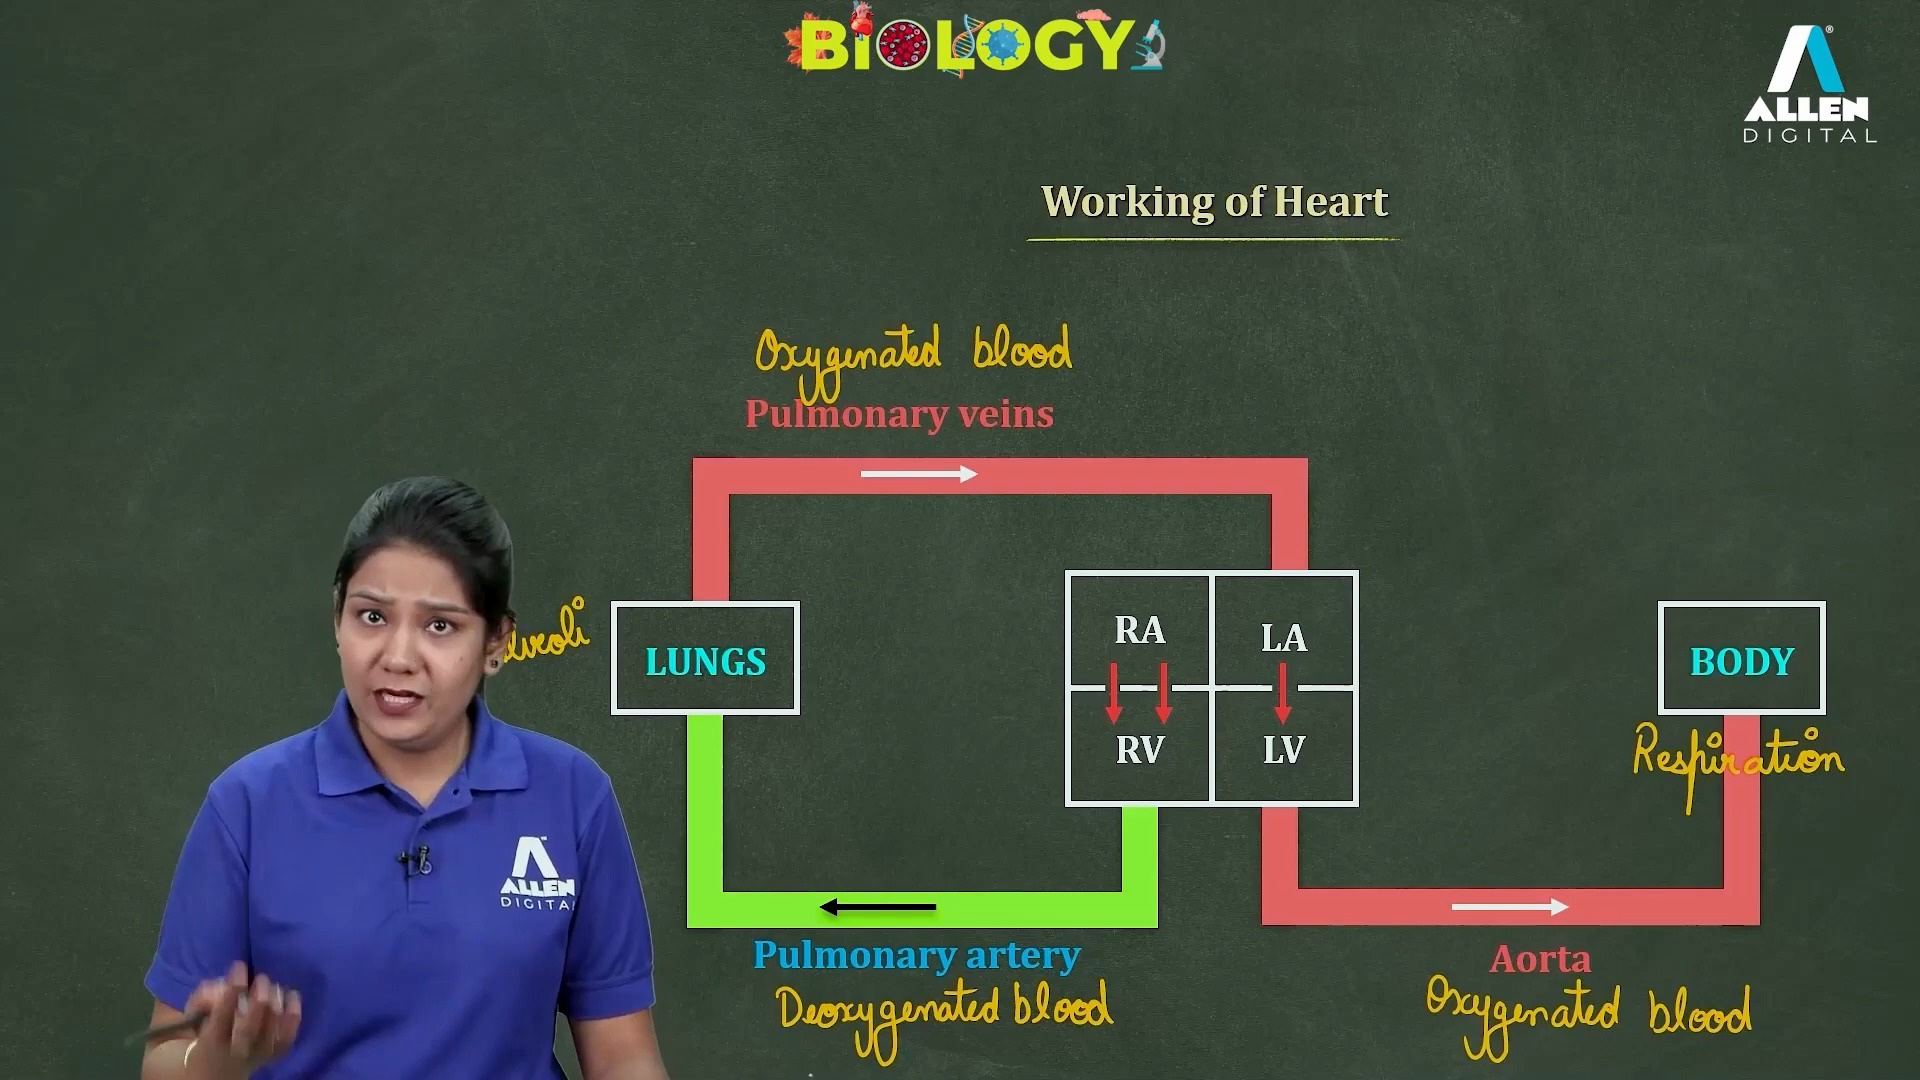 BIOLOGY
ALLEN
DIGITAL
Working of Heart
Oxygenated blood
Pulmonary veins
LUNGS
RA
LA
RV
LV
BODY
Respiration
ALLEN
Pulmonary artery
Deoxygenated blood
Aorta
Oxygenated blood